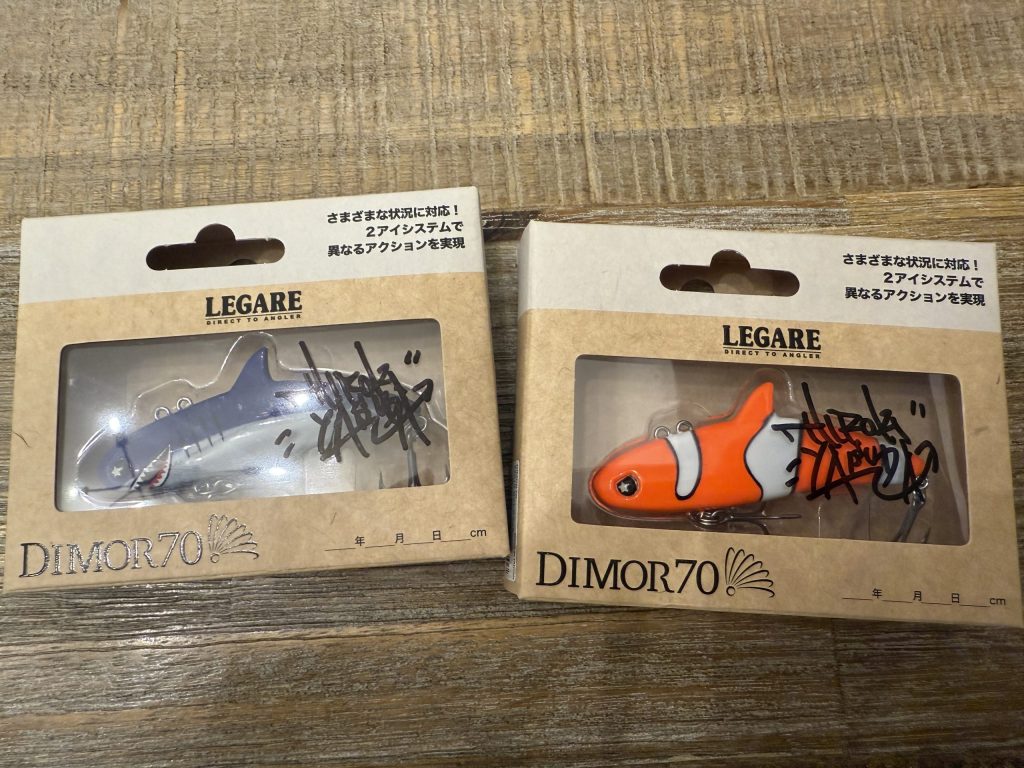 さまざまな状況に対応！
2アイシステムで
異なるアクションを実現
LEGARE
DIRECT TO ANGLER
DIMOR70
年 月 日 cm
さまざまな状況に対応！
2アイシステムで
異なるアクションを実現
LEGARE
DIRECT TO ANGLER
HIROKI
DIMOR70
年 月 日 cm